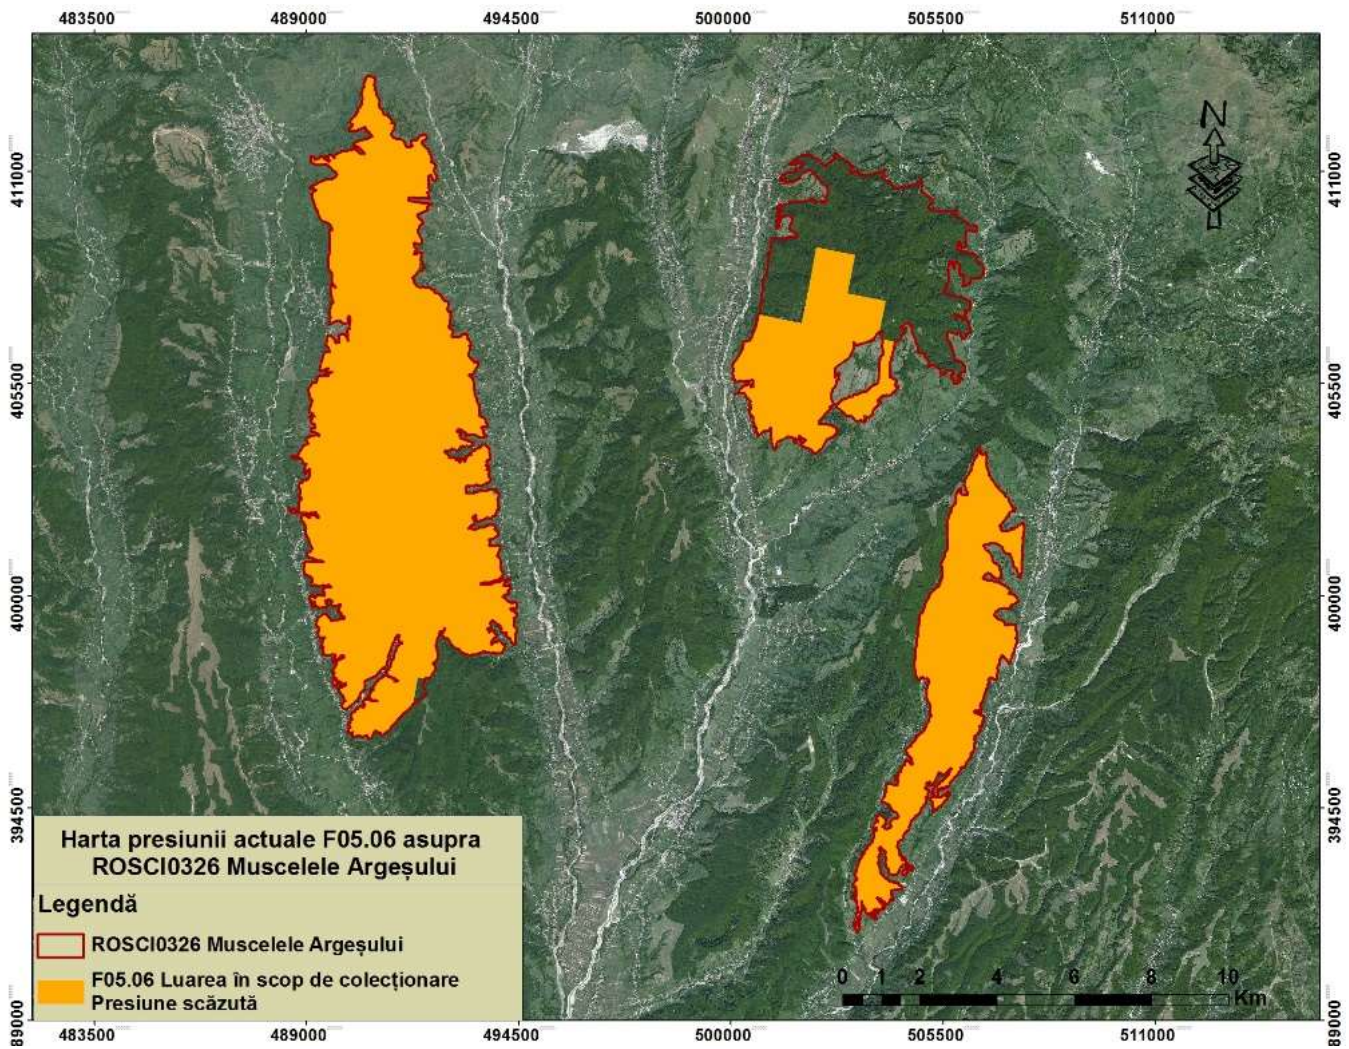 483500 489000 494500 500000 505500 511000
N
411000 411000
405500 405500
400000 400000
394500 394500
89000 89000
Harta presiunii actuale F05.06 asupra
ROSCI0326 Muscelele Argeșului
Legendă
ROSCI0326 Muscelele Argeșului
F05.06 Luarea în scop de colecționare
Presiune scăzută
0 1 2 4 6 8 10
Km
483500 489000 494500 500000 505500 511000